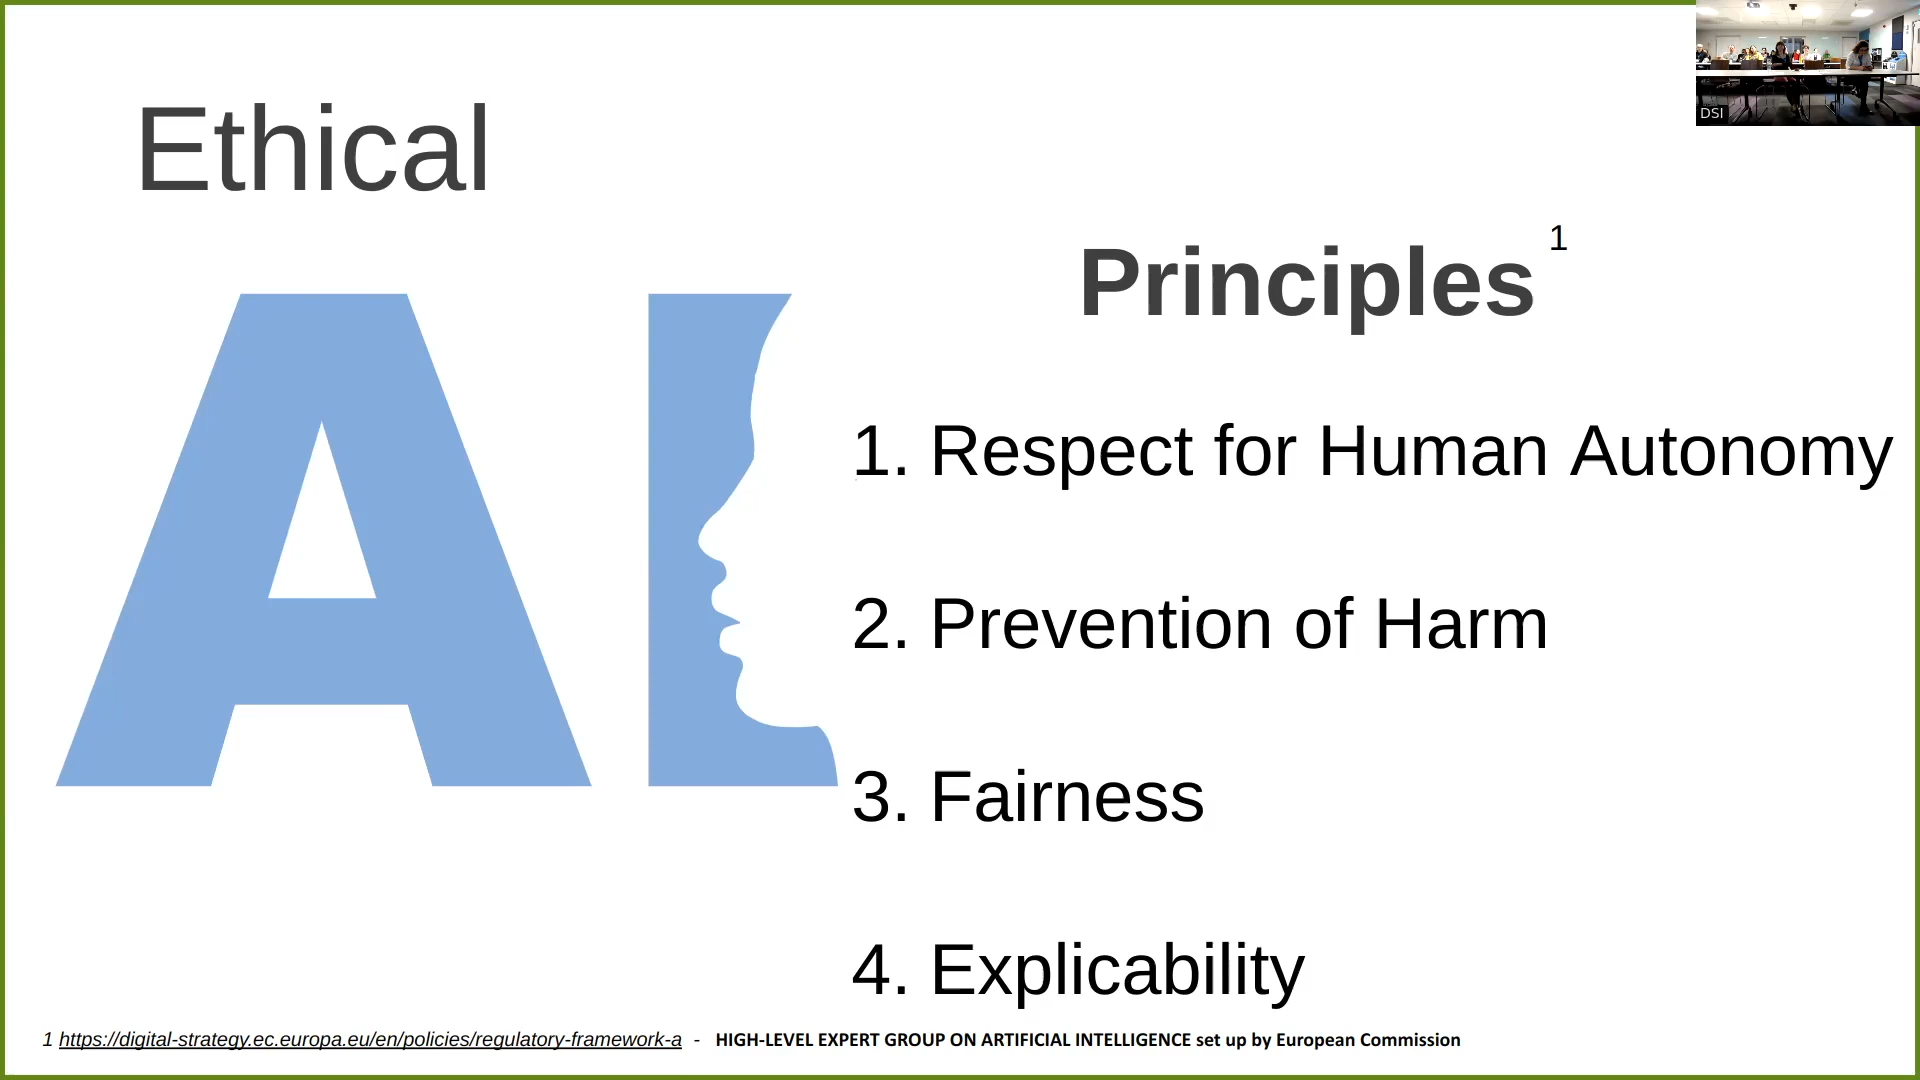 DSI
Ethical
AI
Principles 1
1. Respect for Human Autonomy
2. Prevention of Harm
3. Fairness
4. Explicability
1 https://digital-strategy.ec.europa.eu/en/policies/regulatory-framework-a - HIGH-LEVEL EXPERT GROUP ON ARTIFICIAL INTELLIGENCE set up by European Commission